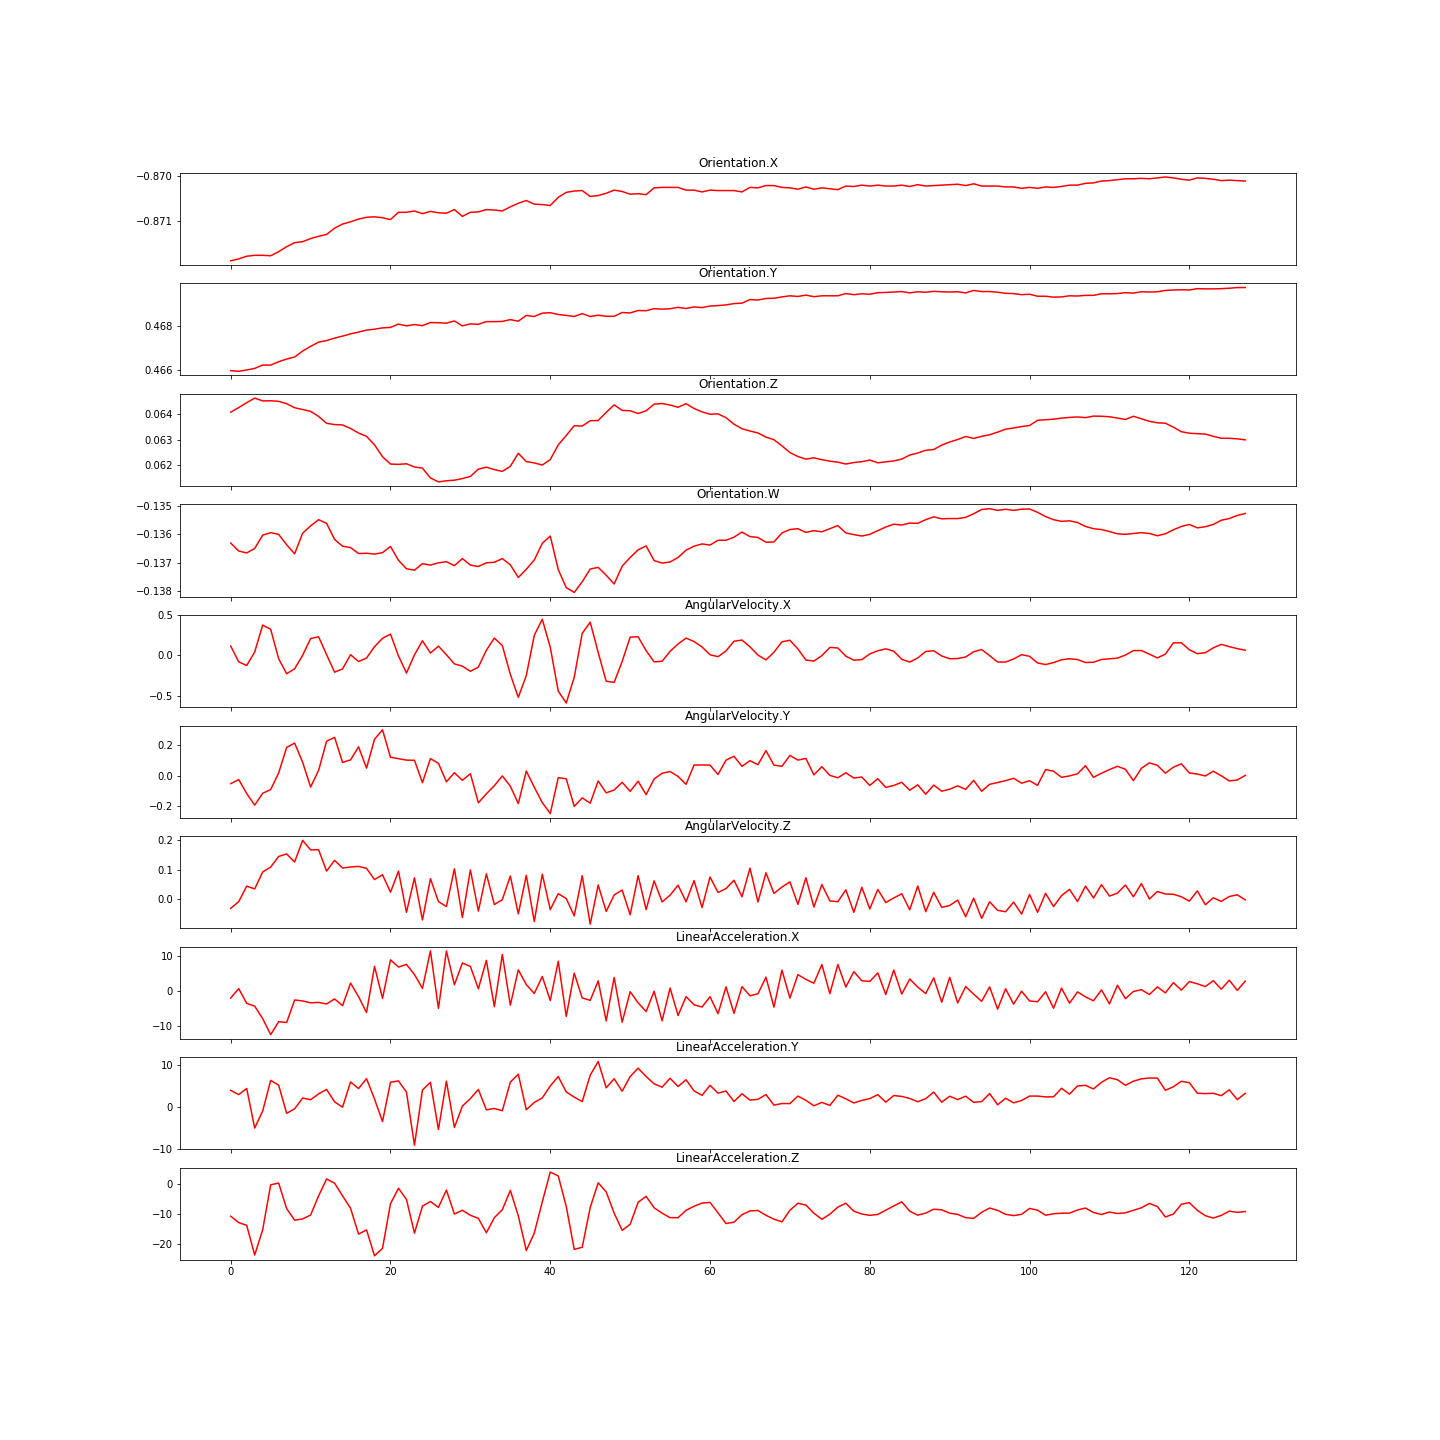 Orientation.X
−0.870
−0.871
Orientation.Y
0.468
0.466
Orientation.Z
0.064
0.063
0.062
Orientation.W
−0.135
−0.136
−0.137
−0.138
AngularVelocity.X
0.5
0.0
−0.5
AngularVelocity.Y
0.2
0.0
−0.2
AngularVelocity.Z
0.2
0.1
0.0
LinearAcceleration.X
10
0
−10
LinearAcceleration.Y
10
0
−10
LinearAcceleration.Z
0
−10
−20
0 20 40 60 80 100 120